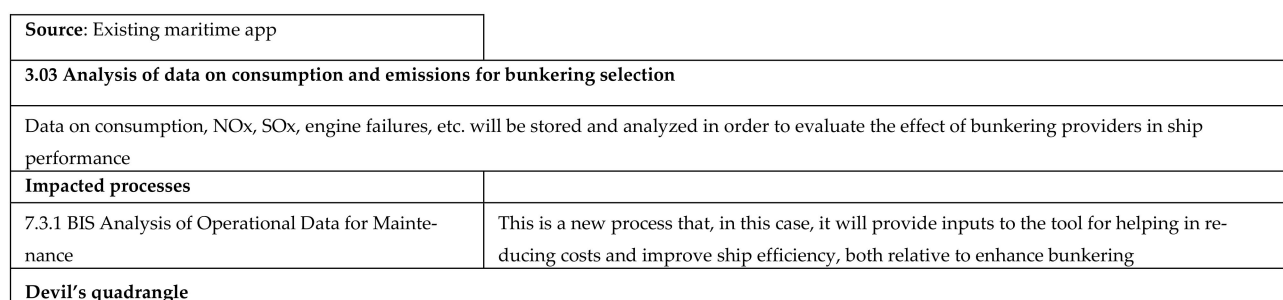 Source: Existing maritime app
3.03 Analysis of data on consumption and emissions for bunkering selection
Data on consumption, NOx, SOx, engine failures, etc. will be stored and analyzed in order to evaluate the effect of bunkering providers in ship
performance
Impacted processes
7.3.1 BIS Analysis of Operational Data for Mainte-
nance
This is a new process that, in this case, it will provide inputs to the tool for helping in re-
ducing costs and improve ship efficiency, both relative to enhance bunkering
Devil's quadrangle